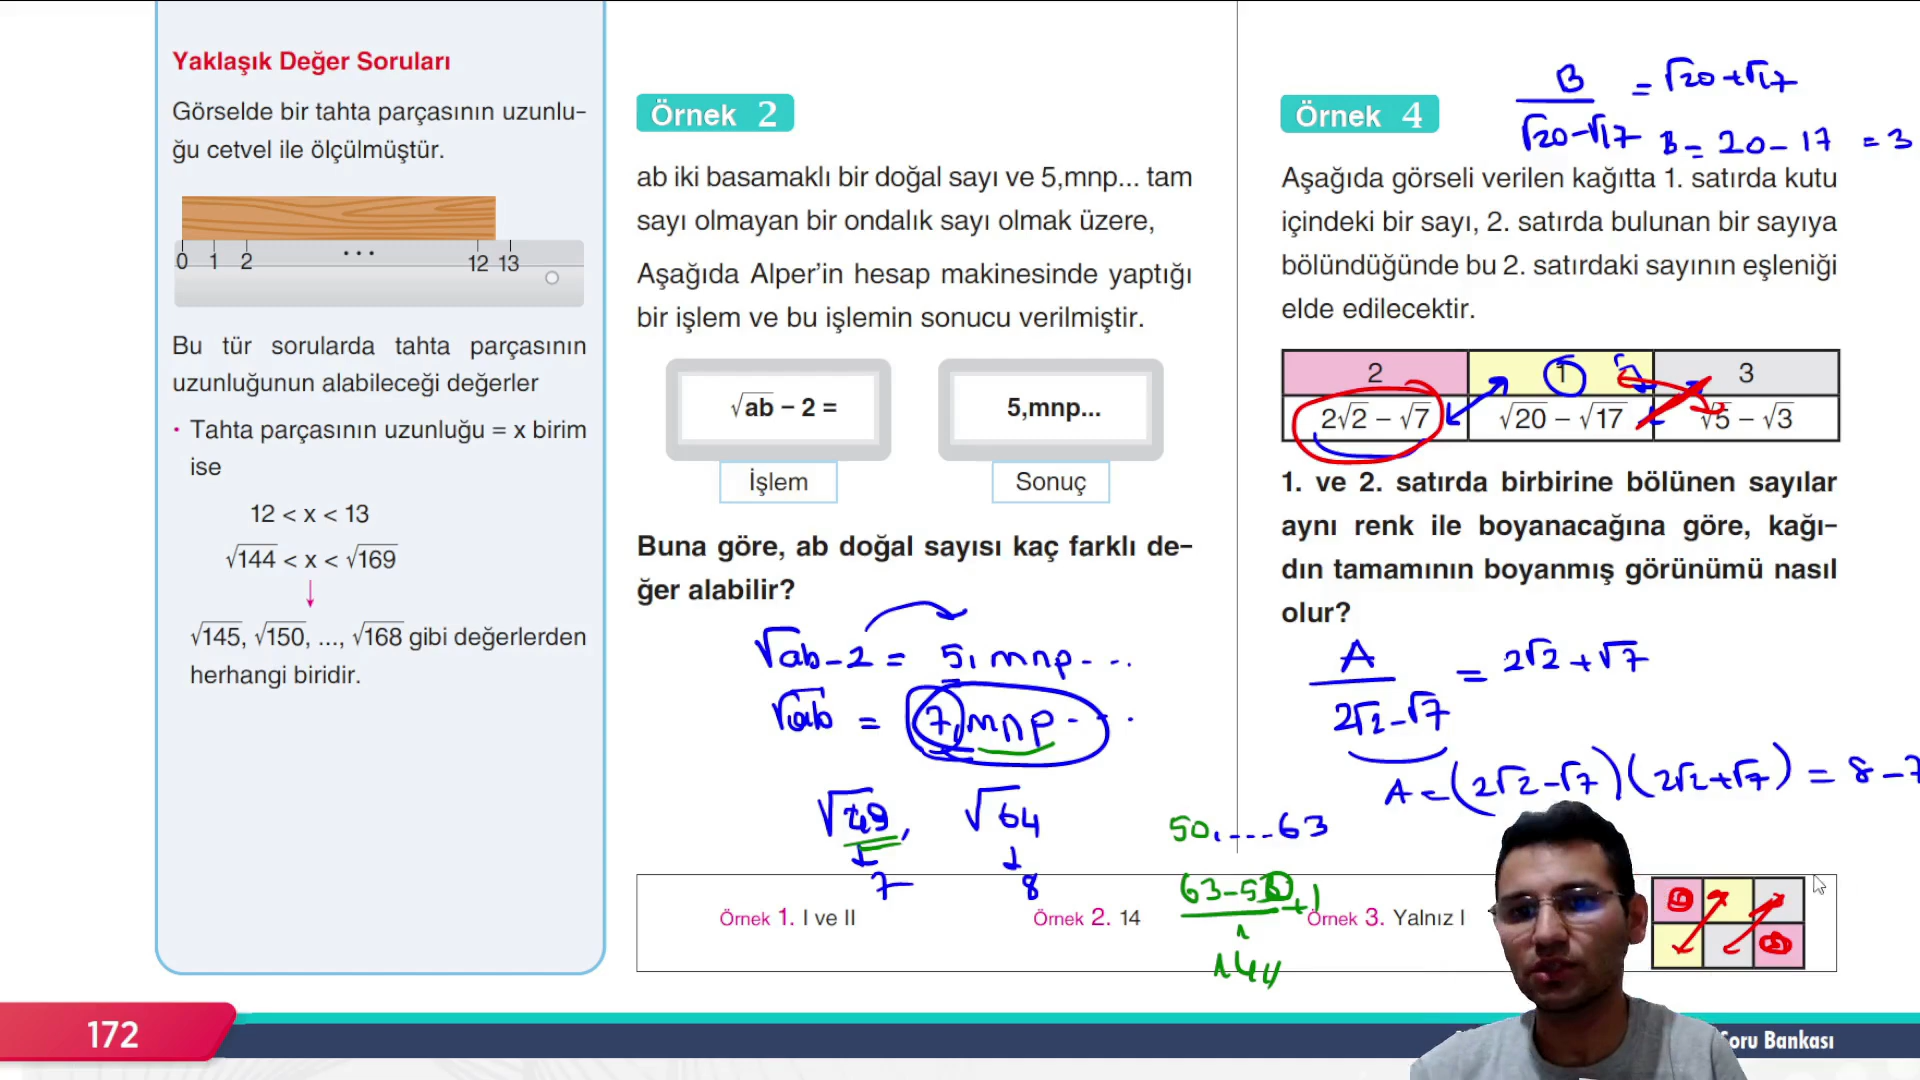 Yaklaşık Değer Soruları
Görselde bir tahta parçasının uzunlu-
ğu cetvel ile ölçülmüştür.
0 1 2 ... 12 13
Bu tür sorularda tahta parçasının
uzunluğunun alabileceği değerler
• Tahta parçasının uzunluğu = x birim
ise
12 < x < 13
√144 < x < √169
√145, √150, ..., √168 gibi değerlerden
herhangi biridir.
Örnek 2
ab iki basamaklı bir doğal sayı ve 5,mnp... tam
sayı olmayan bir ondalık sayı olmak üzere,
Aşağıda Alper'in hesap makinesinde yaptığı
bir işlem ve bu işlemin sonucu verilmiştir.
√ab – 2 =
5,mnp...
İşlem
Sonuç
Buna göre, ab doğal sayısı kaç farklı de-
ğer alabilir?
√ab - 2 = 5, mnp- - .
√ab = 7, mnp- - .
√49, √64
7 8
50, ....63
63-50 +1
1
14
Örnek 4
B = √20 + √17
√20 - √17 B = 20 - 17 = 3
Aşağıda görseli verilen kağıtta 1. satırda kutu
içindeki bir sayı, 2. satırda bulunan bir sayıya
bölündüğünde bu 2. satırdaki sayının eşleniği
elde edilecektir.
2 1 3
2√2 – √7 √20 – √17 √5 – √3
1. ve 2. satırda birbirine bölünen sayılar
aynı renk ile boyanacağına göre, kağı-
dın tamamının boyanmış görünümü nasıl
olur?
A = 2√2 + √7
2√2 - √7
A = (2√2 - √7)(2√2 + √7) = 8 - 7
Örnek 1. I ve II
Örnek 2. 14
Örnek 3. Yalnız I
172
Soru Bankası